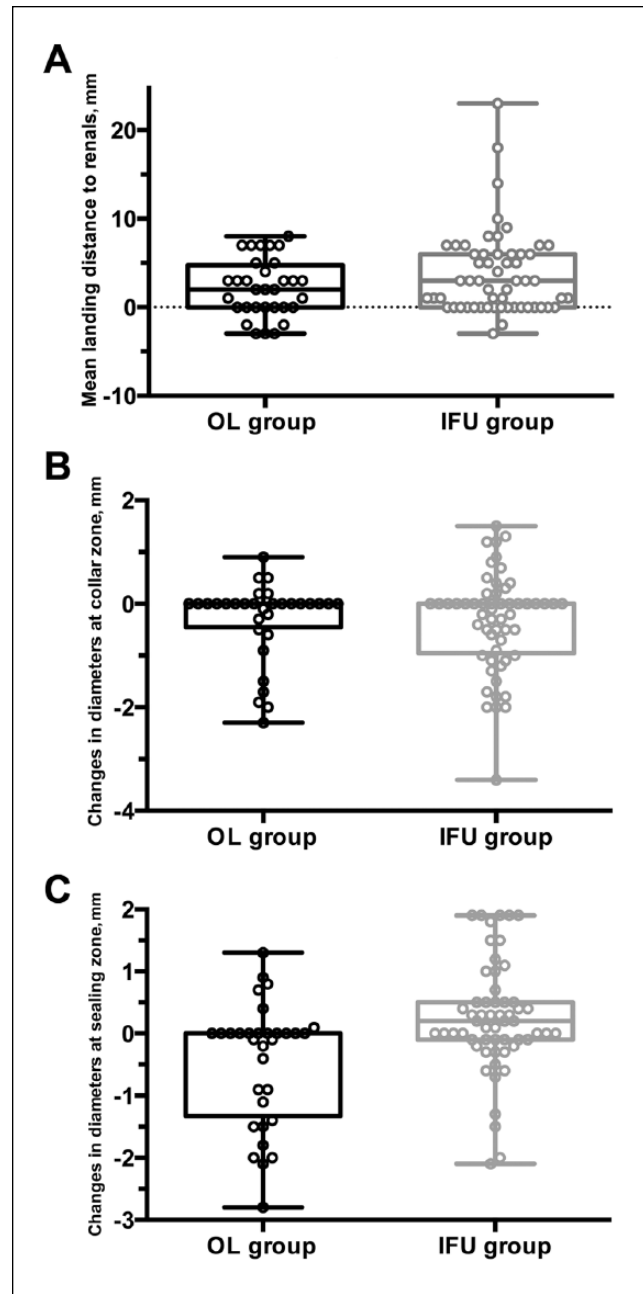 A
Mean landing distance to renals, mm
20
10
0
-10
OL group IFU group
B
Changes in diameters at collar zone, mm
2
0
-2
-4
OL group IFU group
C
Changes in diameters at sealing zone, mm
2
1
0
-1
-2
-3
OL group IFU group